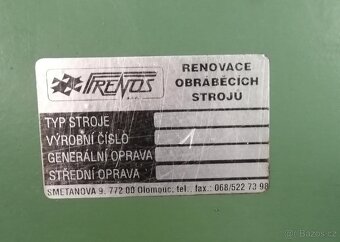 TRENOS
RENOVACE
OBRÁBĚCÍCH
STROJŮ
TYP STROJE
VÝROBNÍ ČÍSLO 1
GENERÁLNÍ OPRAVA
STŘEDNÍ OPRAVA
SMETANOVA 9, 772 00 Olomouc, tel., fax.: 068/522 73 98
Bazos.cz